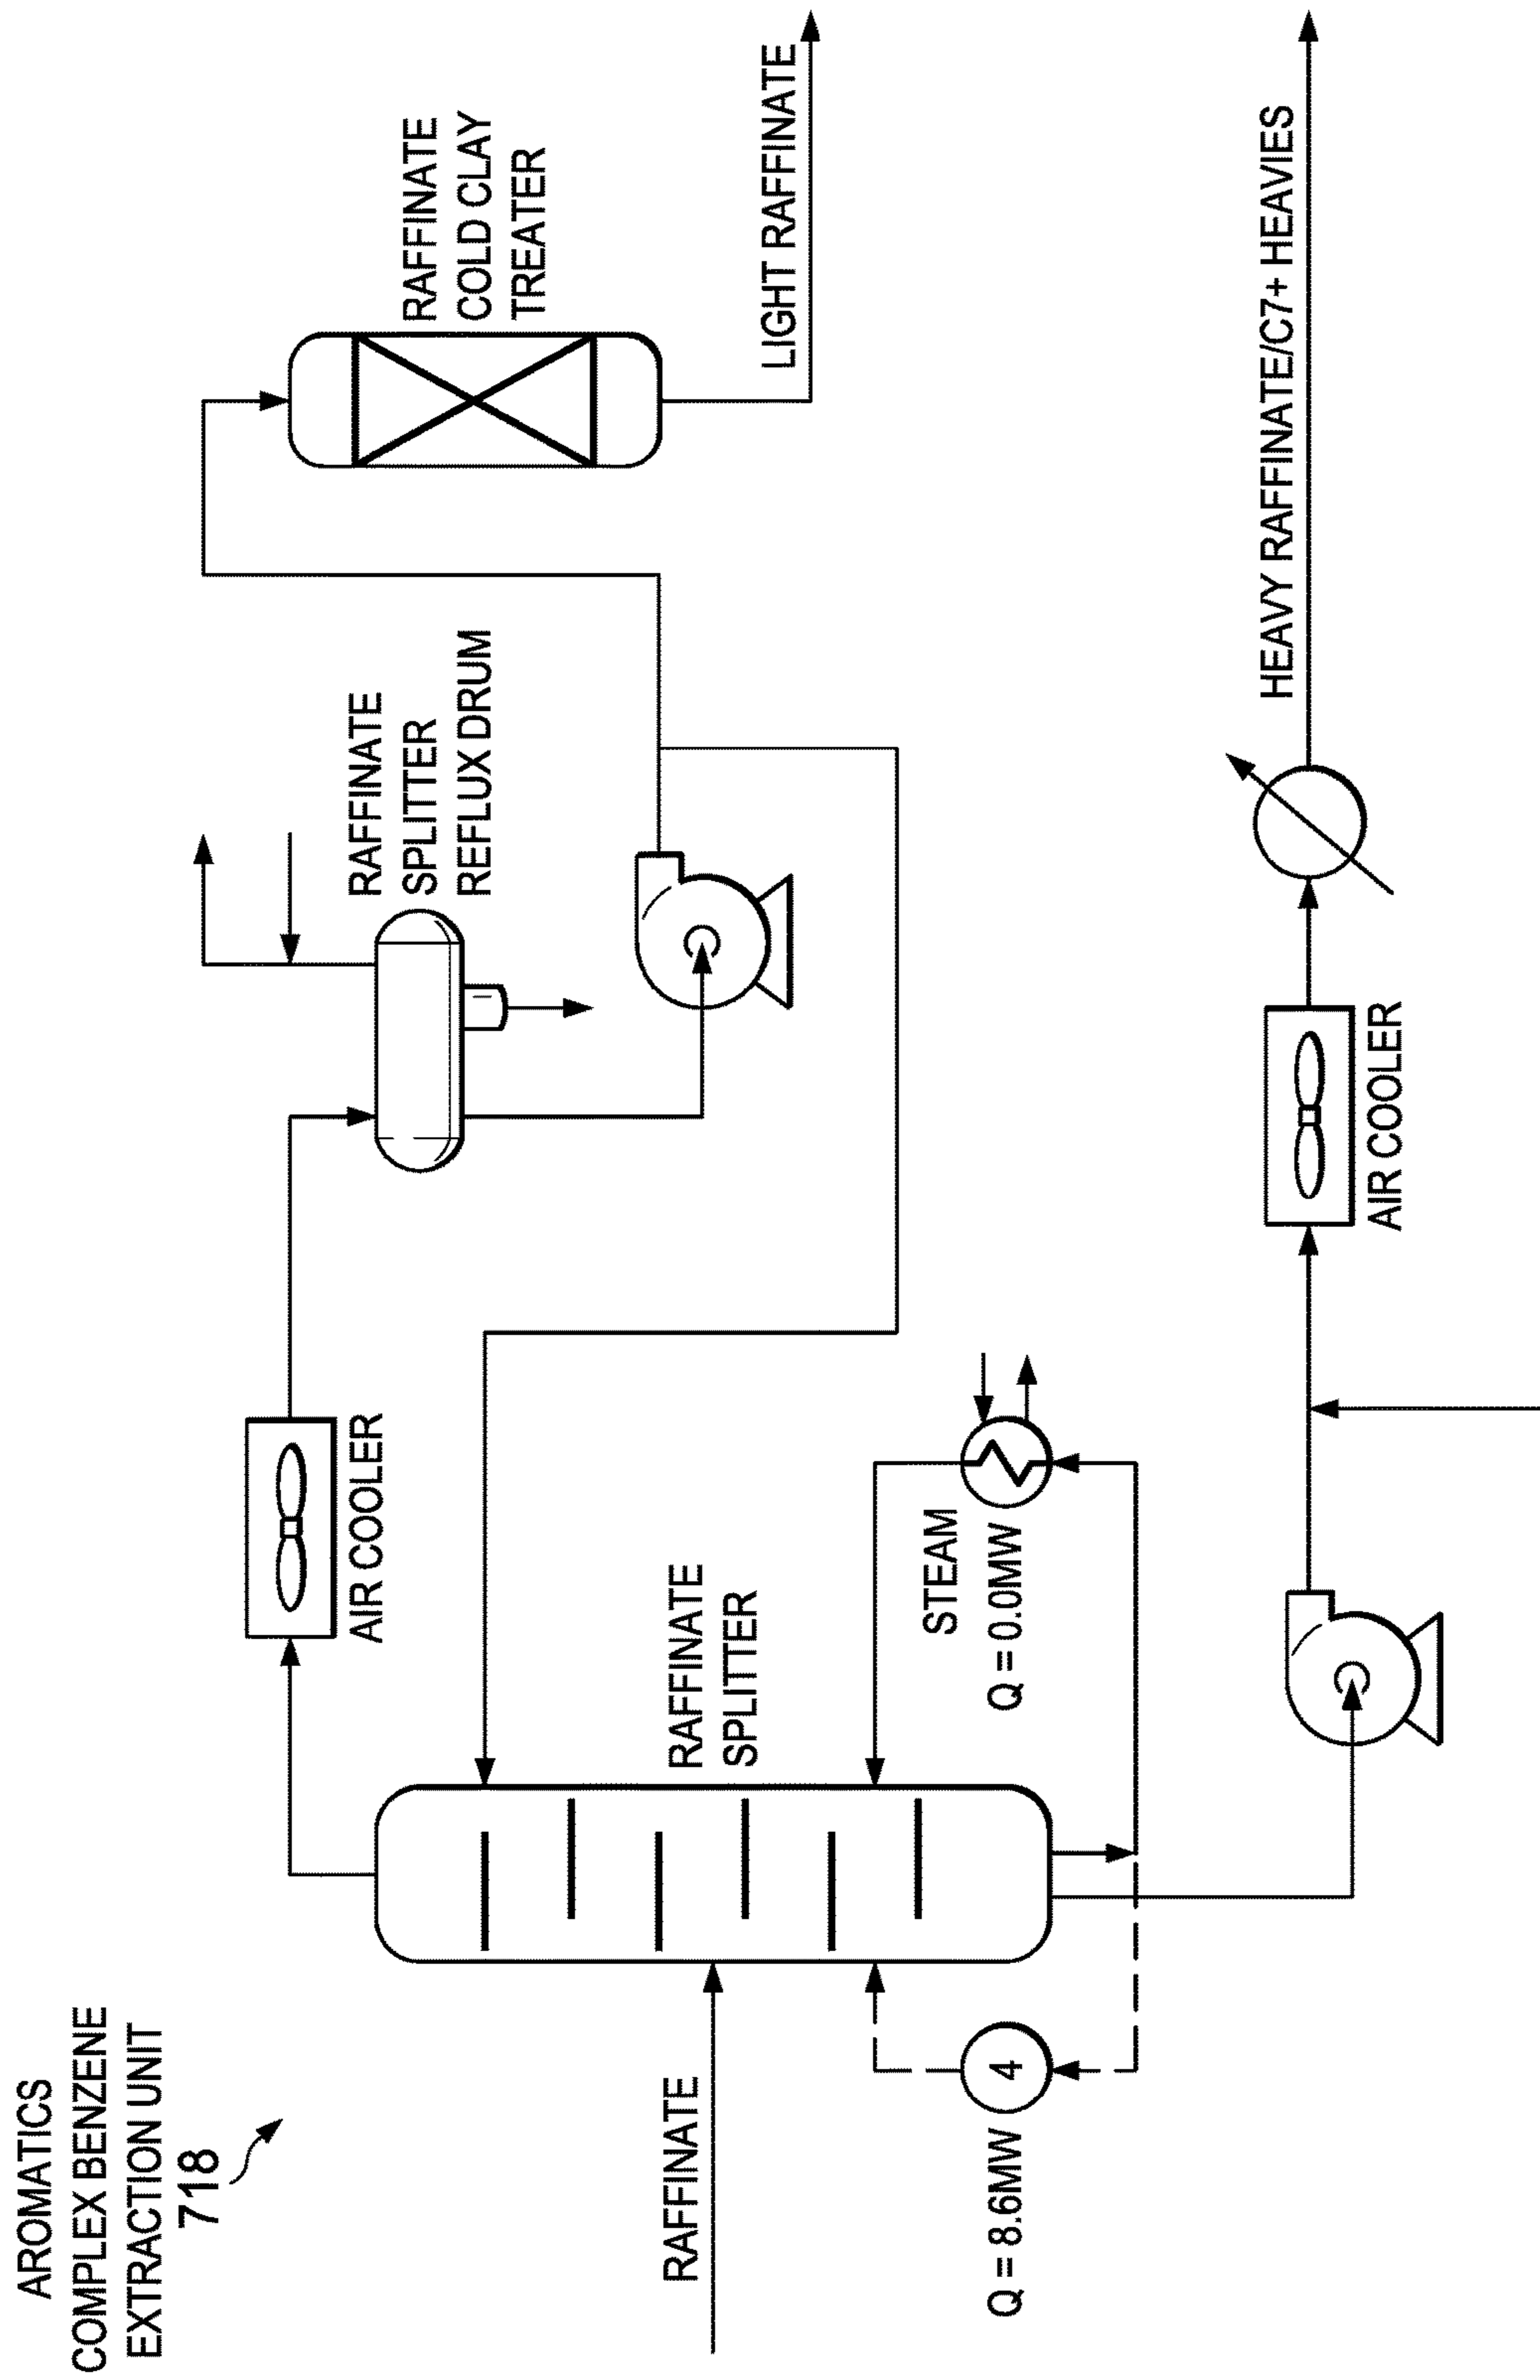 AROMATICS
COMPLEX BENZENE
EXTRACTION UNIT
718
AIR COOLER
RAFFINATE
SPLITTER
REFLUX DRUM
RAFFINATE
COLD CLAY
TREATER
LIGHT RAFFINATE
RAFFINATE
RAFFINATE
SPLITTER
STEAM
Q = 0.0MW
4
Q = 8.6MW
AIR COOLER
HEAVY RAFFINATE/C7+ HEAVIES